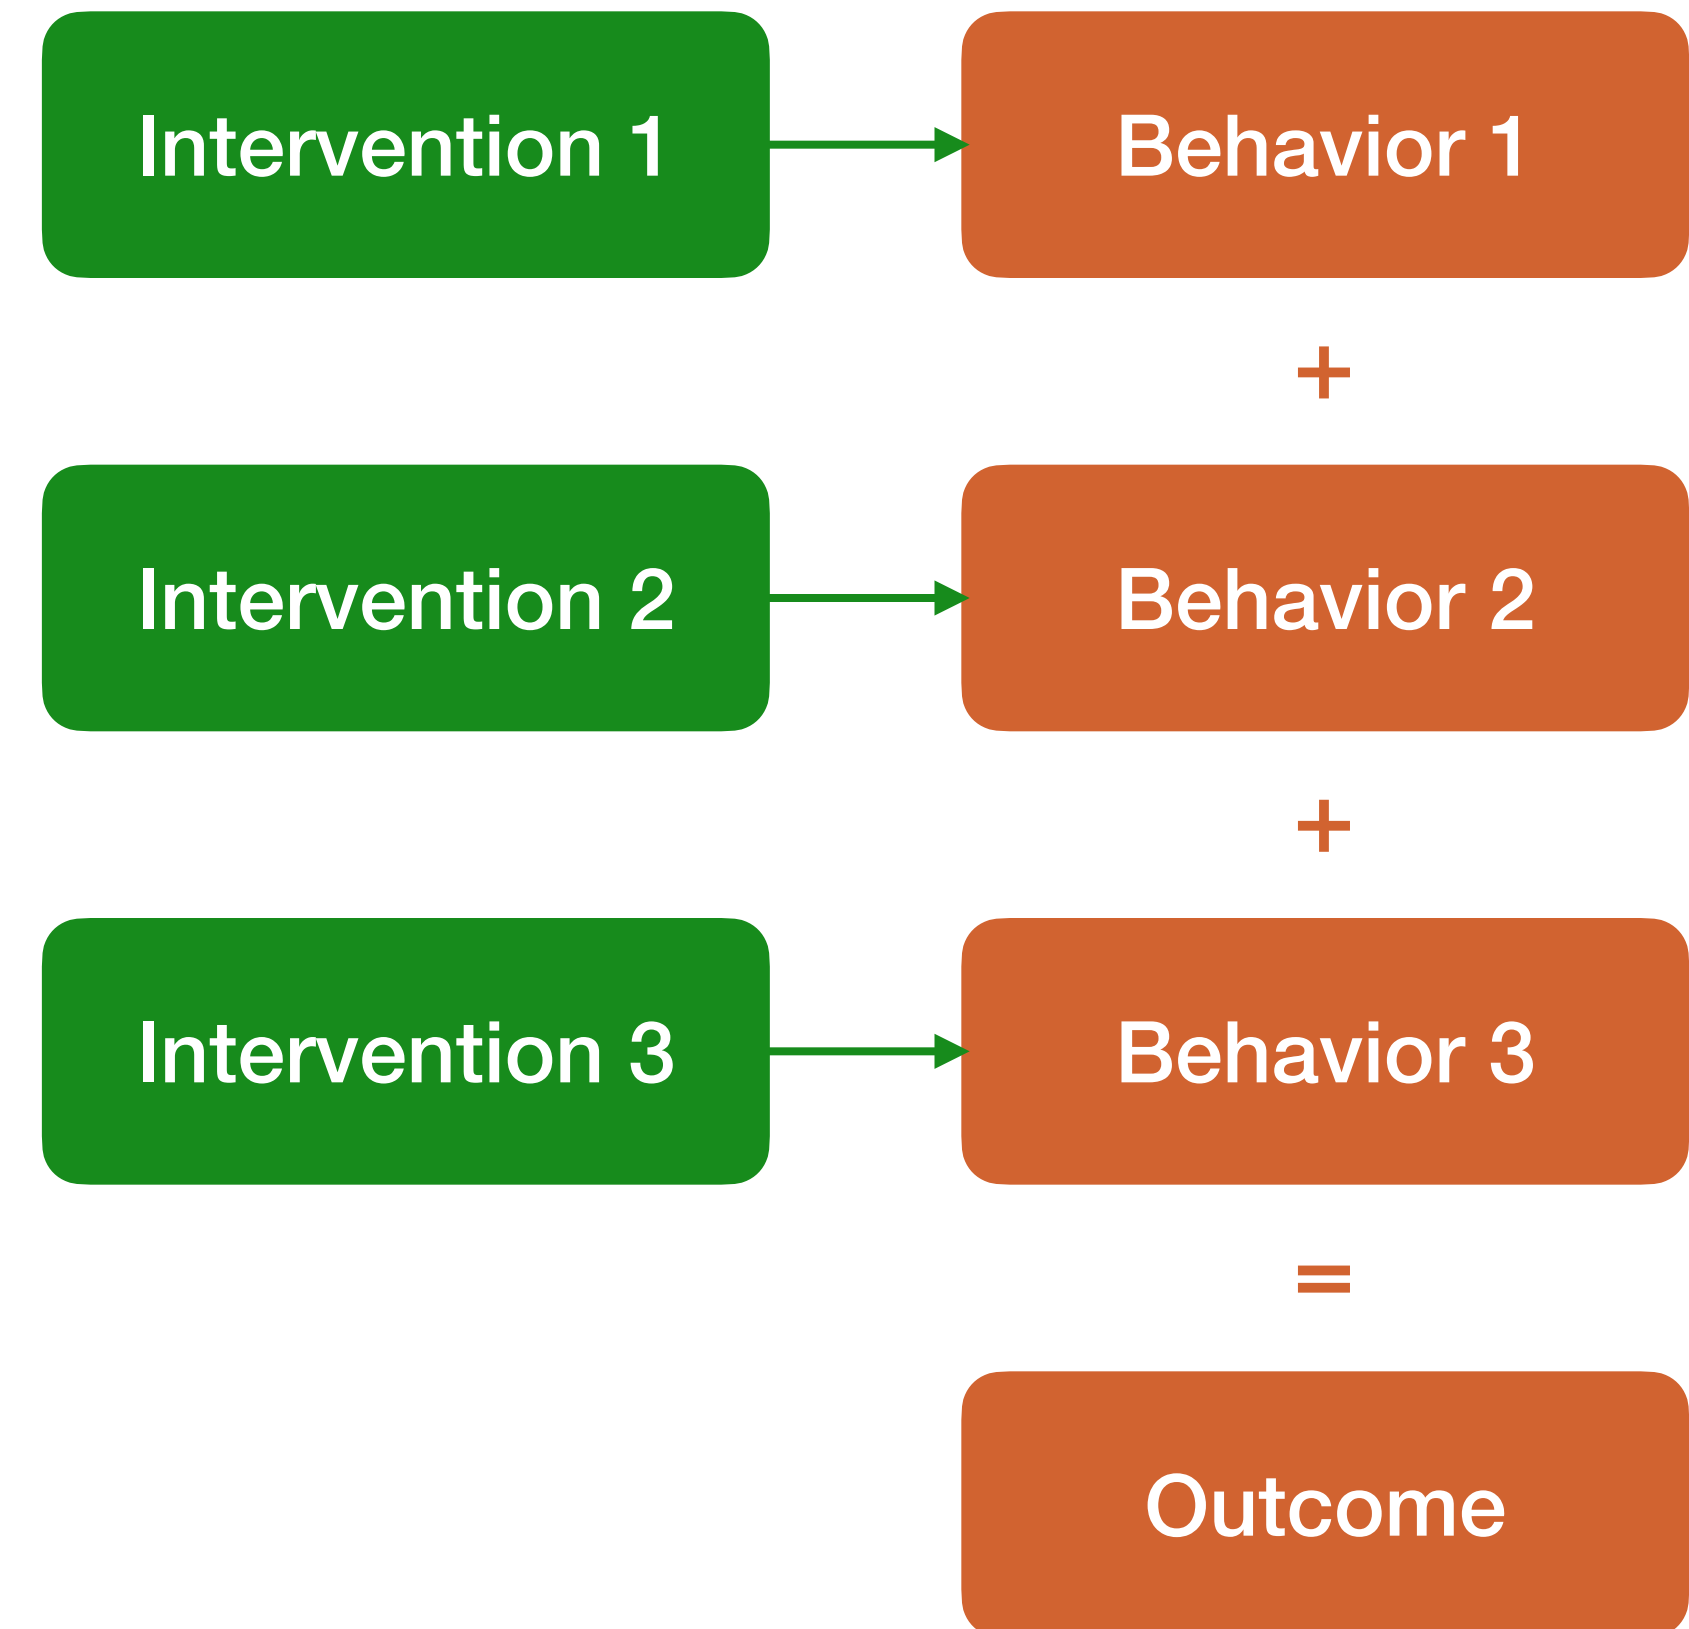 Intervention 1
Behavior 1
+
Intervention 2
Behavior 2
+
Intervention 3
Behavior 3
=
Outcome